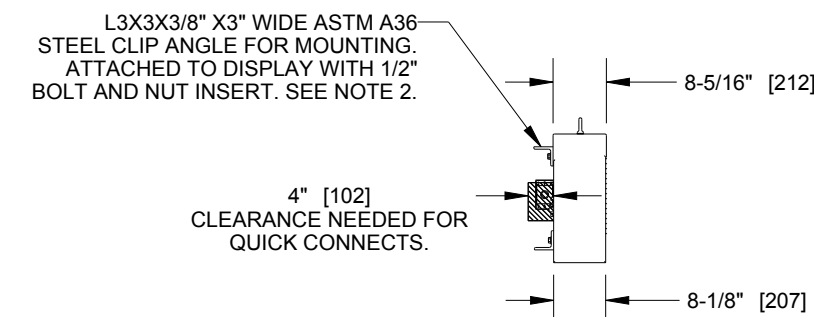 L3X3X3/8" X3" WIDE ASTM A36
STEEL CLIP ANGLE FOR MOUNTING.
ATTACHED TO DISPLAY WITH 1/2"
BOLT AND NUT INSERT. SEE NOTE 2.
8-5/16" [212]
4" [102]
CLEARANCE NEEDED FOR
QUICK CONNECTS.
8-1/8" [207]